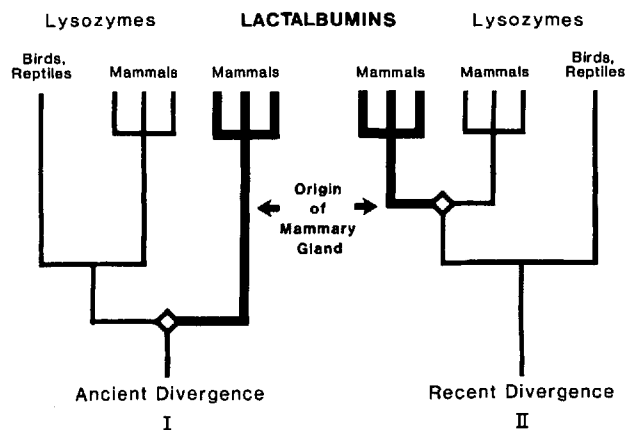 Lysozymes LACTALBUMINS Lysozymes
Birds,
Reptiles
Mammals
Mammals
Mammals
Mammals
Birds,
Reptiles
Origin
of
Mammary
Gland
Ancient Divergence
I
Recent Divergence
II